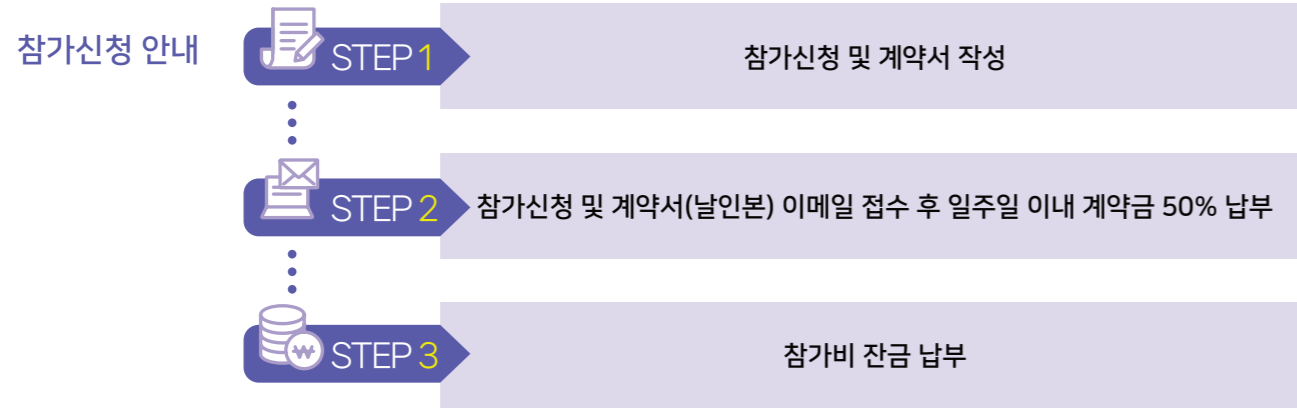 참가신청 안내
STEP 1
참가신청 및 계약서 작성
STEP 2
참가신청 및 계약서(날인본) 이메일 접수 후 일주일 이내 계약금 50% 납부
STEP 3
참가비 잔금 납부